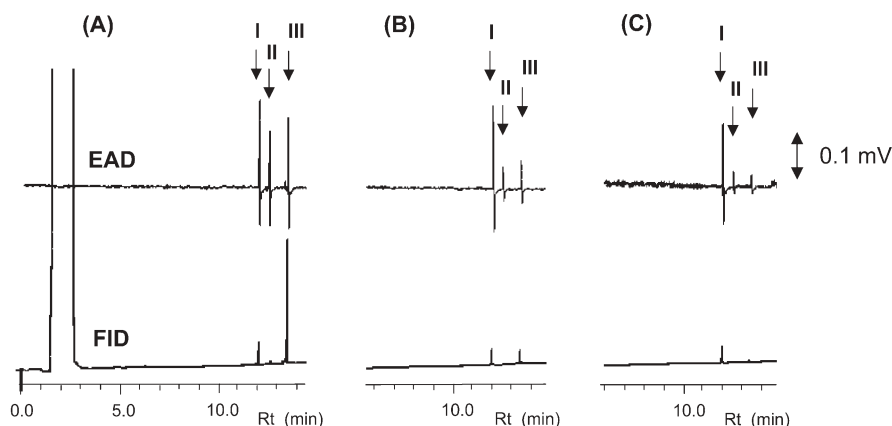 (A)
I
II
III
EAD
FID
0.0
5.0
10.0
Rt (min)
(B)
I
II
III
10.0
Rt (min)
(C)
I
II
III
0.1 mV
10.0
Rt (min)